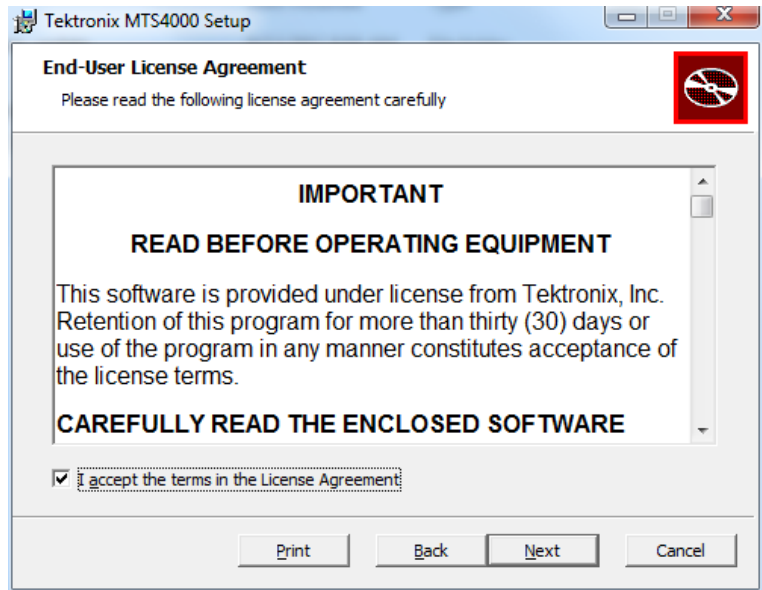 Tektronix MTS4000 Setup
End-User License Agreement
Please read the following license agreement carefully
IMPORTANT
READ BEFORE OPERATING EQUIPMENT
This software is provided under license from Tektronix, Inc.
Retention of this program for more than thirty (30) days or
use of the program in any manner constitutes acceptance of
the license terms.
CAREFULLY READ THE ENCLOSED SOFTWARE
I accept the terms in the License Agreement
Print Back Next Cancel